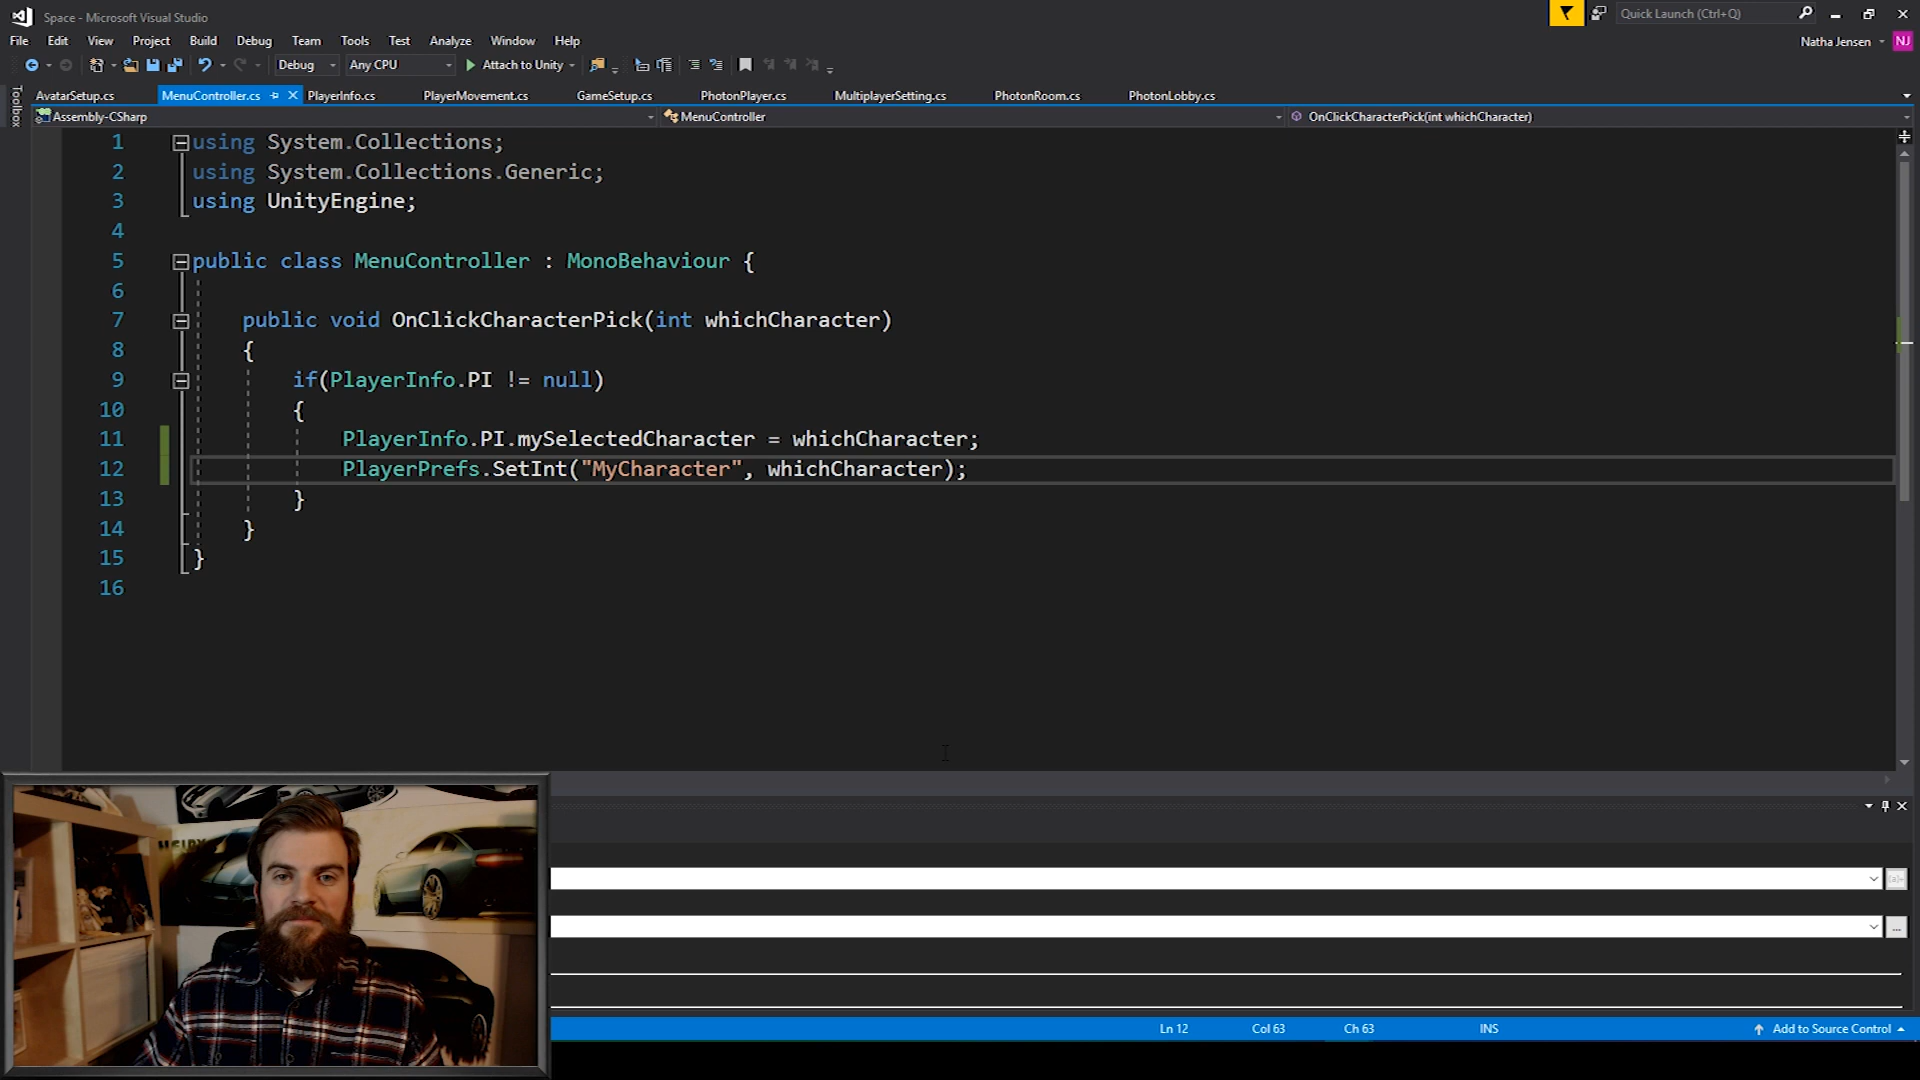 Space - Microsoft Visual Studio
Quick Launch (Ctrl+Q)
File Edit View Project Build Debug Team Tools Test Analyze Window Help
Natha Jensen NJ
Debug Any CPU Attach to Unity
Toolbox
AvatarSetup.cs MenuController.cs PlayerInfo.cs PlayerMovement.cs GameSetup.cs PhotonPlayer.cs MultiplayerSetting.cs PhotonRoom.cs PhotonLobby.cs
Assembly-CSharp MenuController OnClickCharacterPick(int whichCharacter)
1 using System.Collections;
2 using System.Collections.Generic;
3 using UnityEngine;
4
5 public class MenuController : MonoBehaviour {
6
7 public void OnClickCharacterPick(int whichCharacter)
8 {
9 if(PlayerInfo.PI != null)
10 {
11 PlayerInfo.PI.mySelectedCharacter = whichCharacter;
12 PlayerPrefs.SetInt("MyCharacter", whichCharacter);
13 }
14 }
15 }
16
...
Ln 12 Col 63 Ch 63 INS Add to Source Control